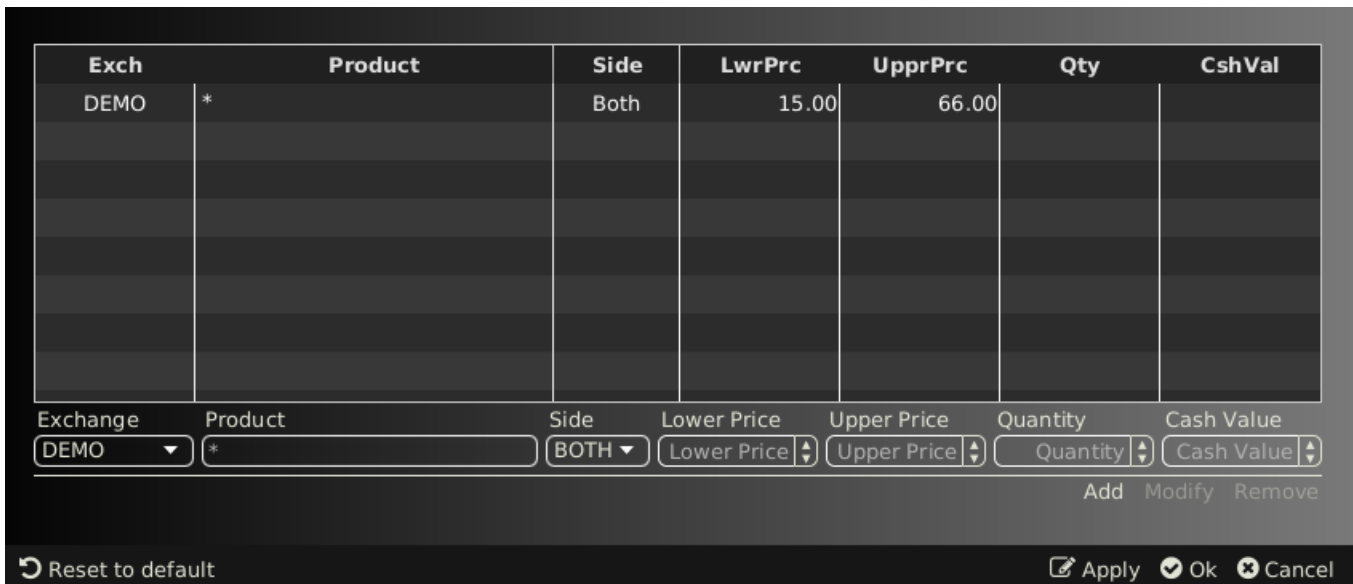 Exch Product Side LwrPrc UpprPrc Qty CshVal
DEMO * Both 15.00 66.00
Exchange Product Side Lower Price Upper Price Quantity Cash Value
DEMO * BOTH Lower Price Upper Price Quantity Cash Value
Add Modify Remove
Reset to default Apply Ok Cancel